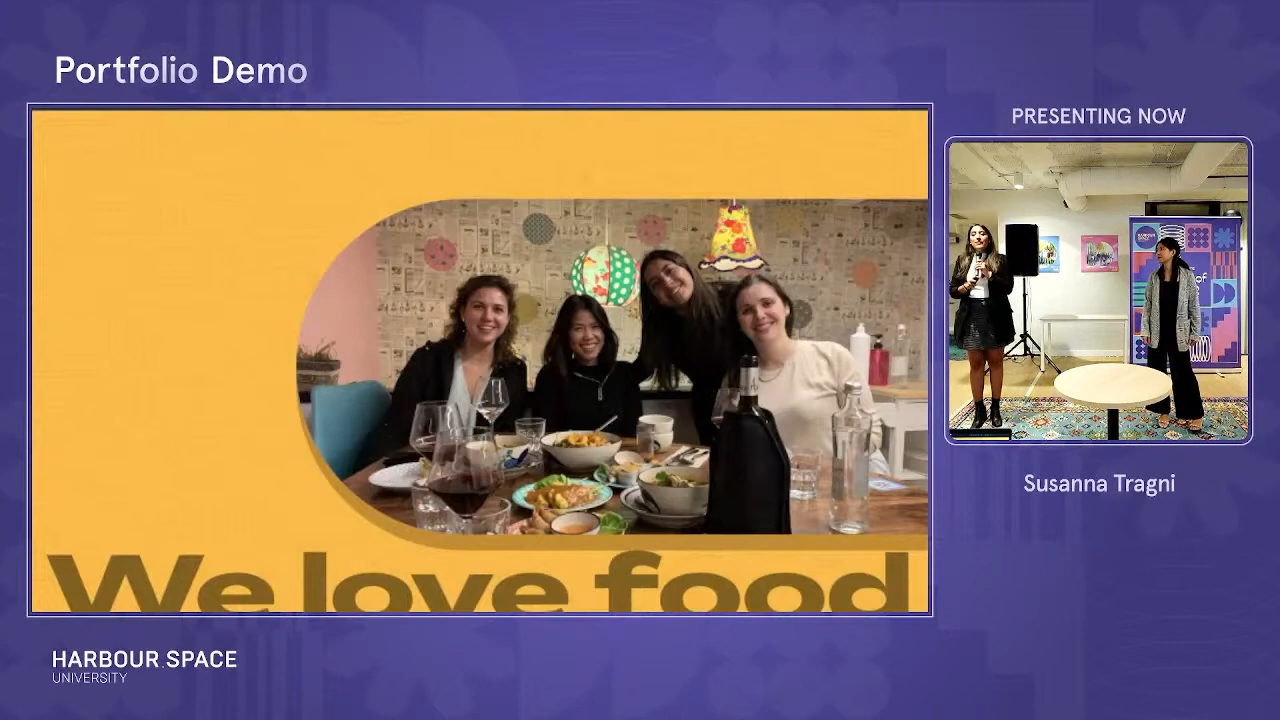 Portfolio Demo
PRESENTING NOW
We love food
Susanna Tragni
HARBOUR.SPACE
UNIVERSITY